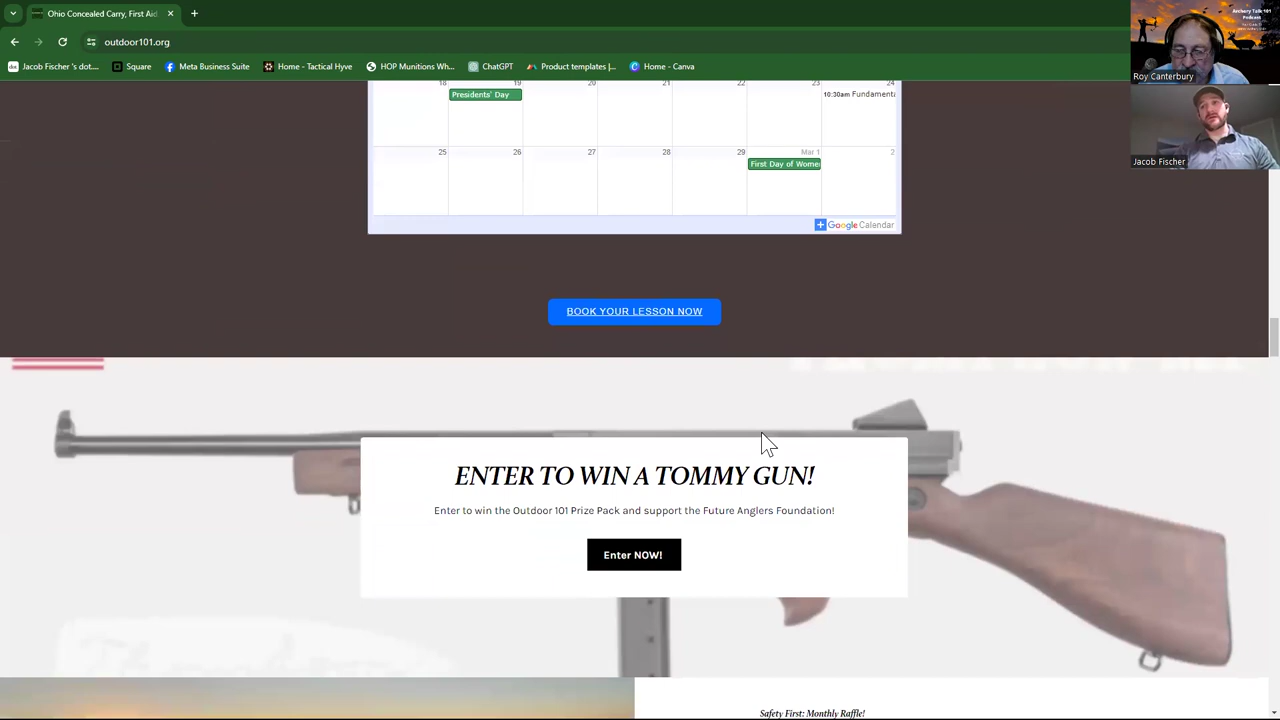 Ohio Concealed Carry, First Aid
outdoor101.org
Jacob Fischer 's dot....
Square
Meta Business Suite
Home - Tactical Hyve
HOP Munitions Wh...
ChatGPT
Product templates |...
Home - Canva
Archery Talk 101
Podcast
Roy Canterbury
Jacob Fischer
18 19 20 21 22 23 24
Presidents' Day
10:30am Fundamenta
25 26 27 28 29 Mar 1 2
First Day of Wome
Google Calendar
BOOK YOUR LESSON NOW
ENTER TO WIN A TOMMY GUN!
Enter to win the Outdoor 101 Prize Pack and support the Future Anglers Foundation!
Enter NOW!
Safety First: Monthly Raffle!